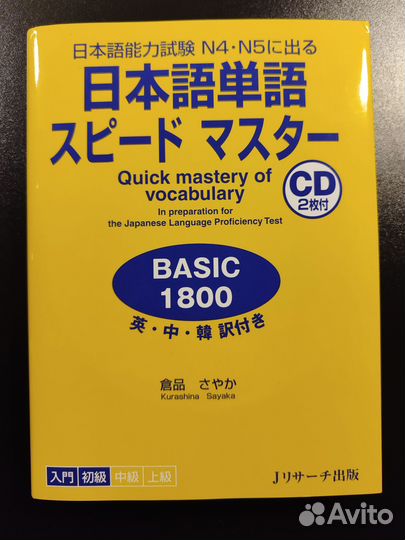 日本語能力試験 N4・N5に出る
日本語単語
スピード マスター
Quick mastery of
vocabulary
In preparation for
the Japanese Language Proficiency Test
CD
2枚付
BASIC
1800
英・中・韓 訳付き
倉品 さやか
Kurashina Sayaka
入門 初級 中級 上級
Jリサーチ出版
Avito